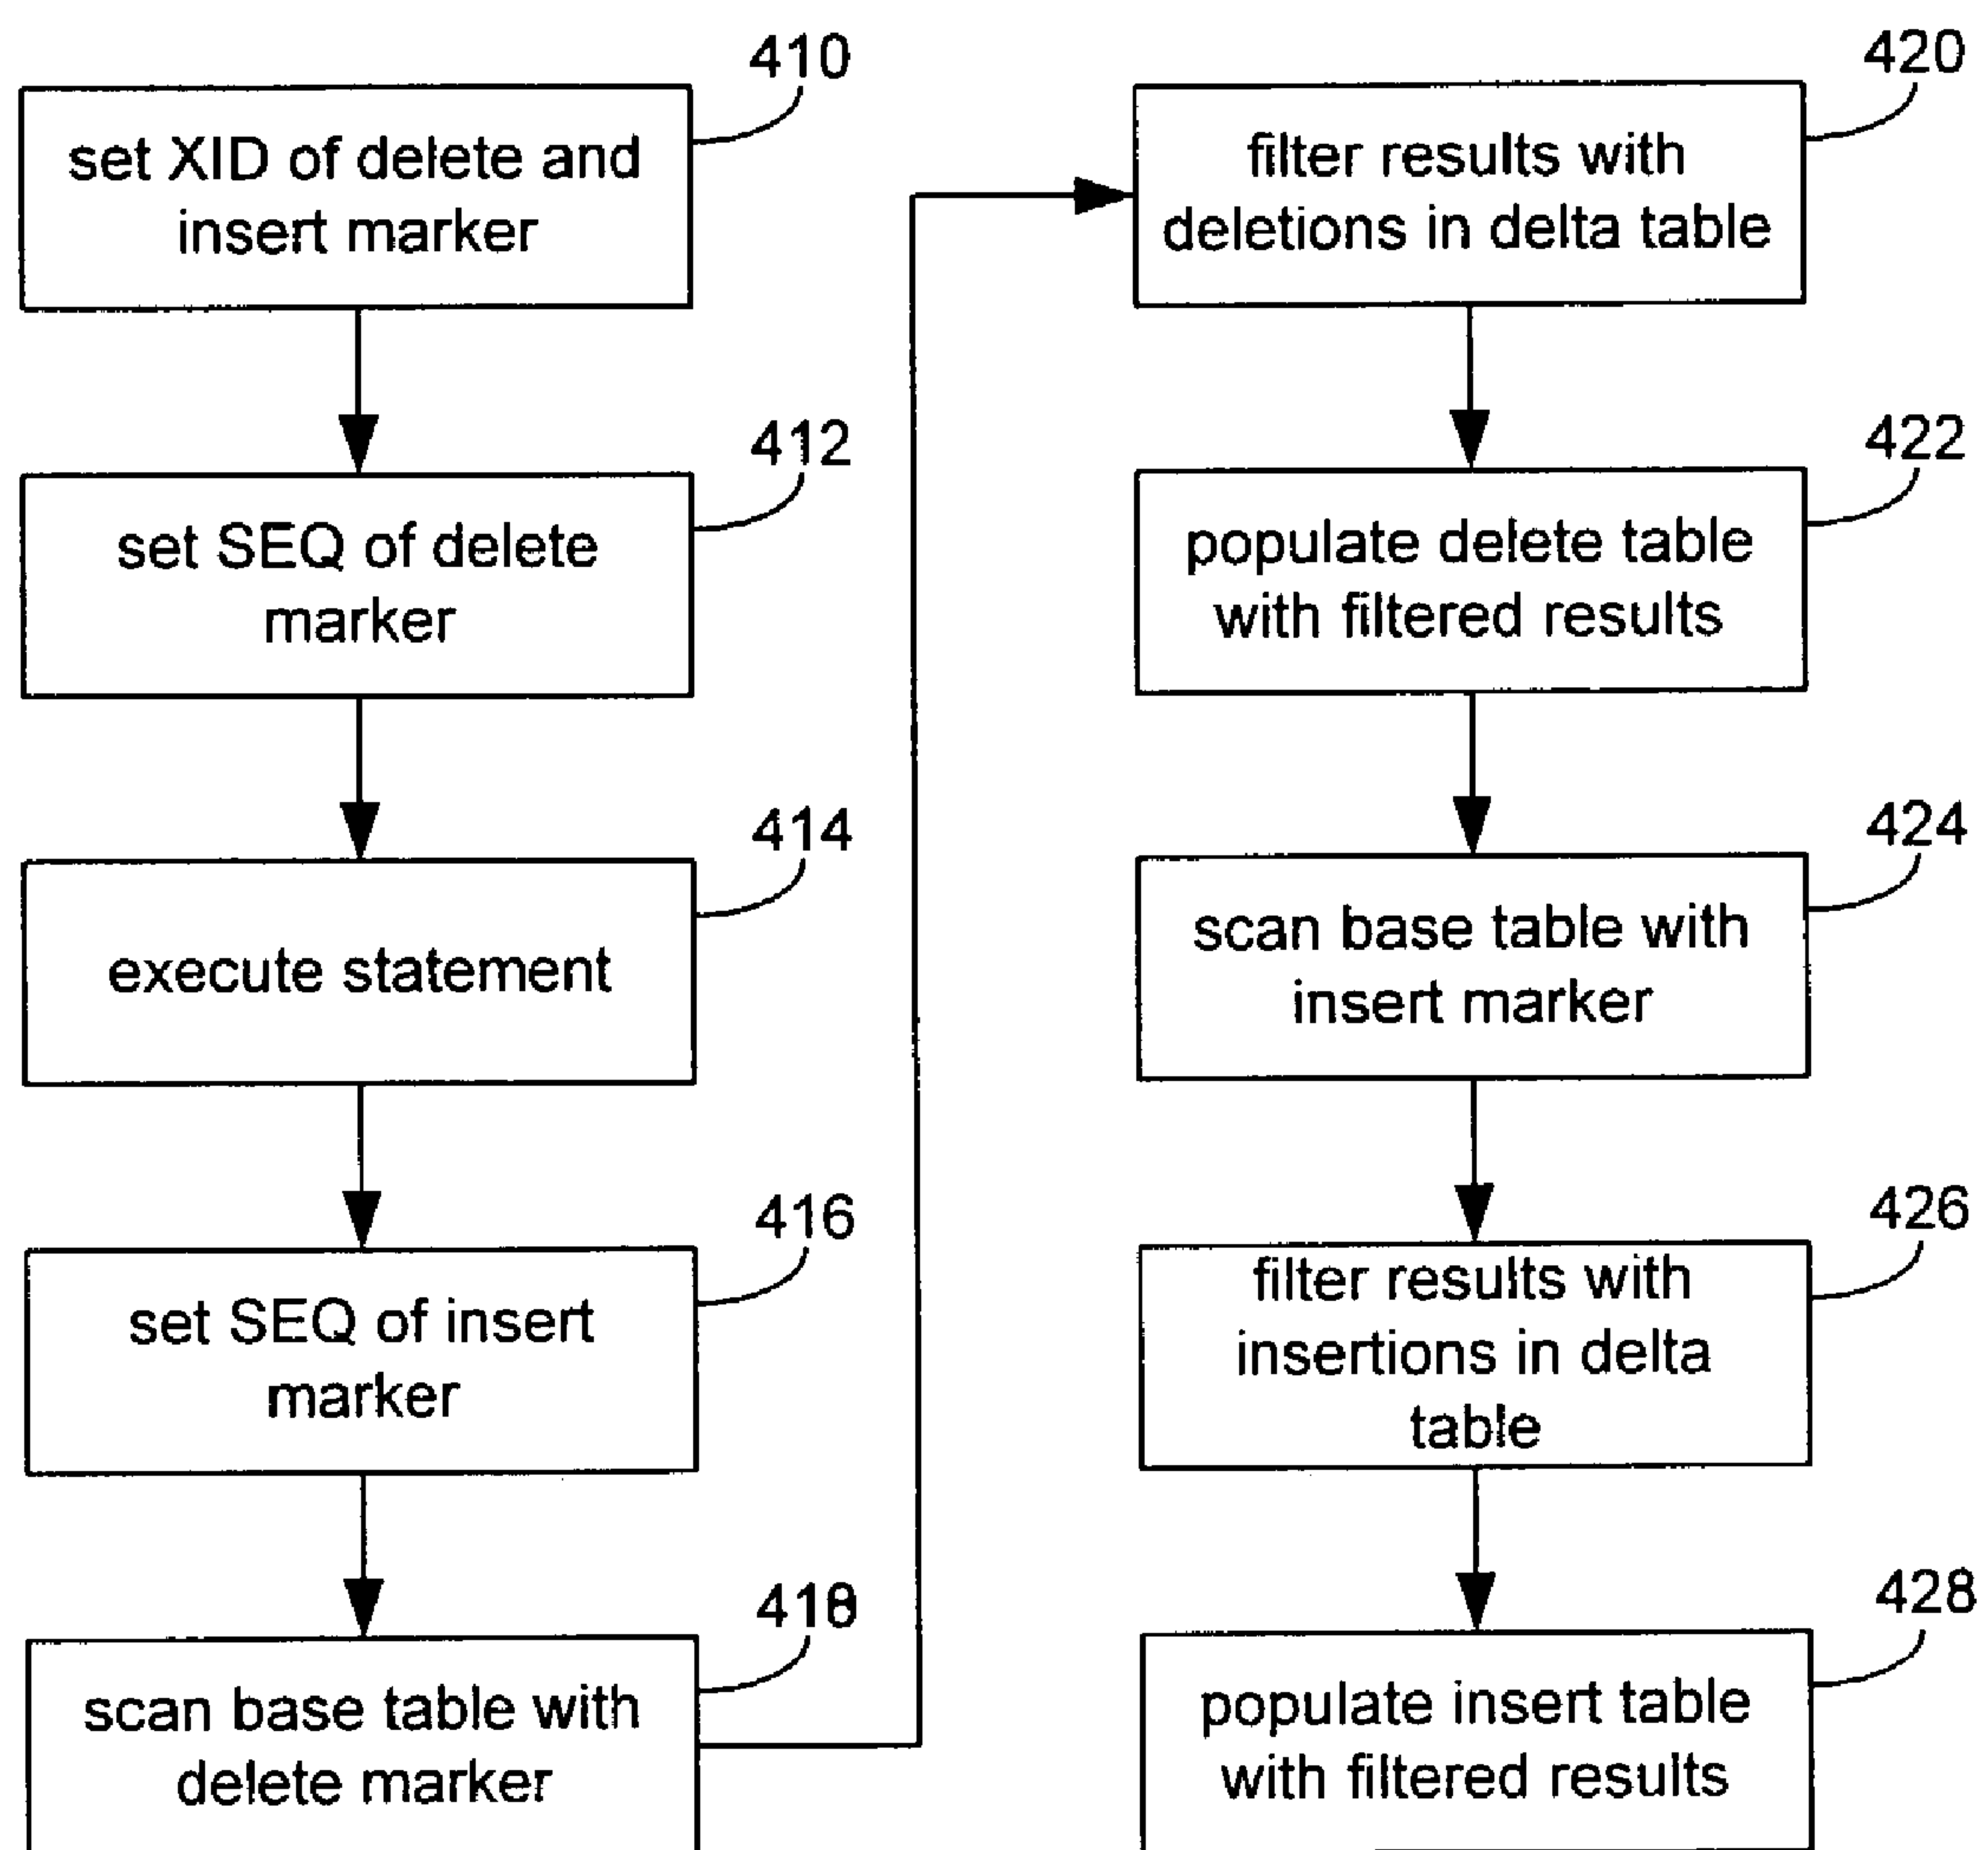 410
set XID of delete and
insert marker
412
set SEQ of delete
marker
414
execute statement
416
set SEQ of insert
marker
418
scan base table with
delete marker
420
filter results with
deletions in delta table
422
populate delete table
with filtered results
424
scan base table with
insert marker
426
filter results with
insertions in delta
table
428
populate insert table
with filtered results